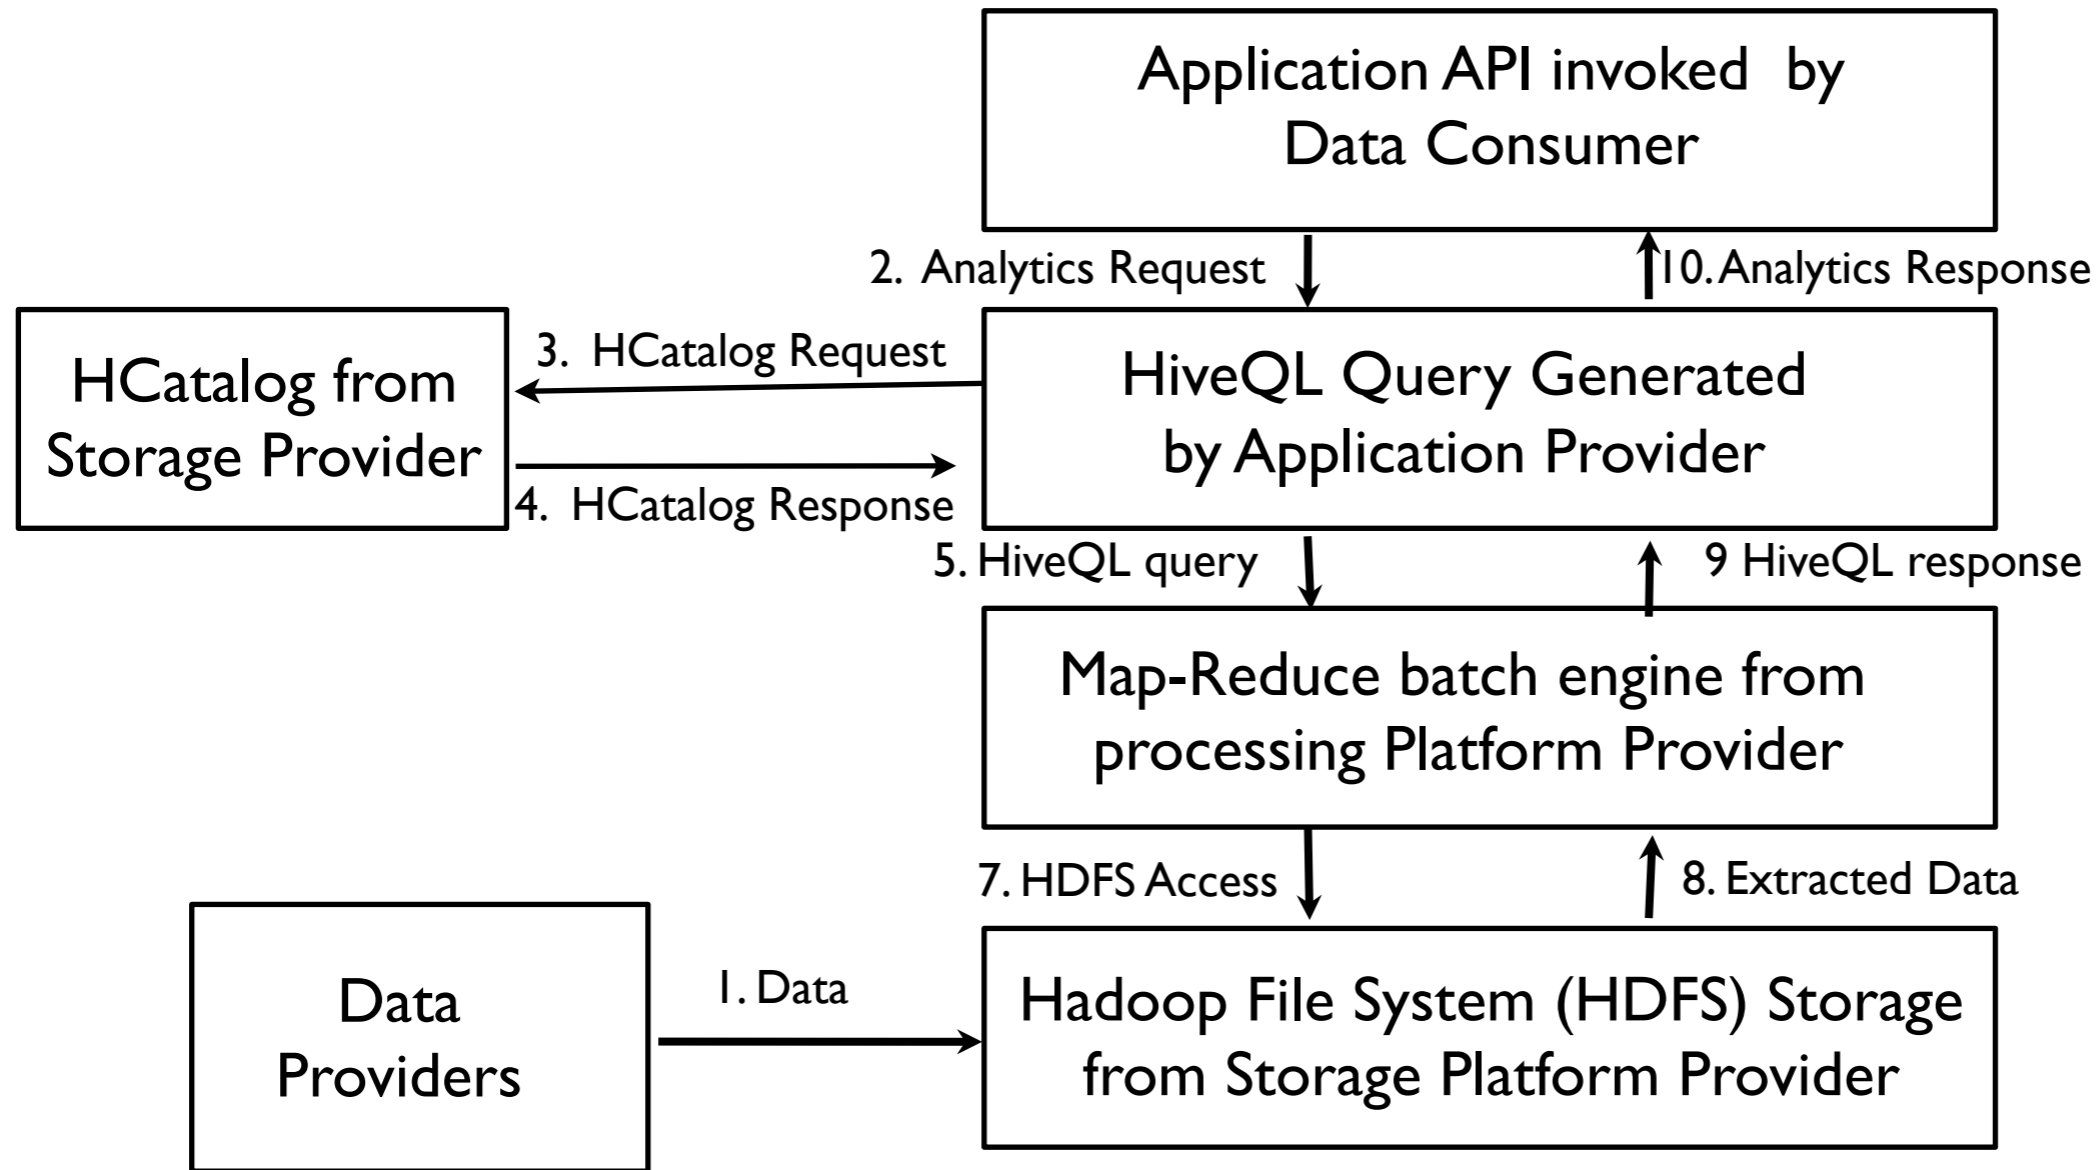 Application API invoked  by
Data Consumer
2.  Analytics Request
10. Analytics Response
HCatalog from
Storage Provider
3.  HCatalog Request
4.  HCatalog Response
HiveQL Query Generated
by Application Provider
5. HiveQL query
9 HiveQL response
Map-Reduce batch engine from
processing Platform Provider
7. HDFS Access
8. Extracted Data
Data
Providers
1. Data
Hadoop File System (HDFS) Storage
from Storage Platform Provider